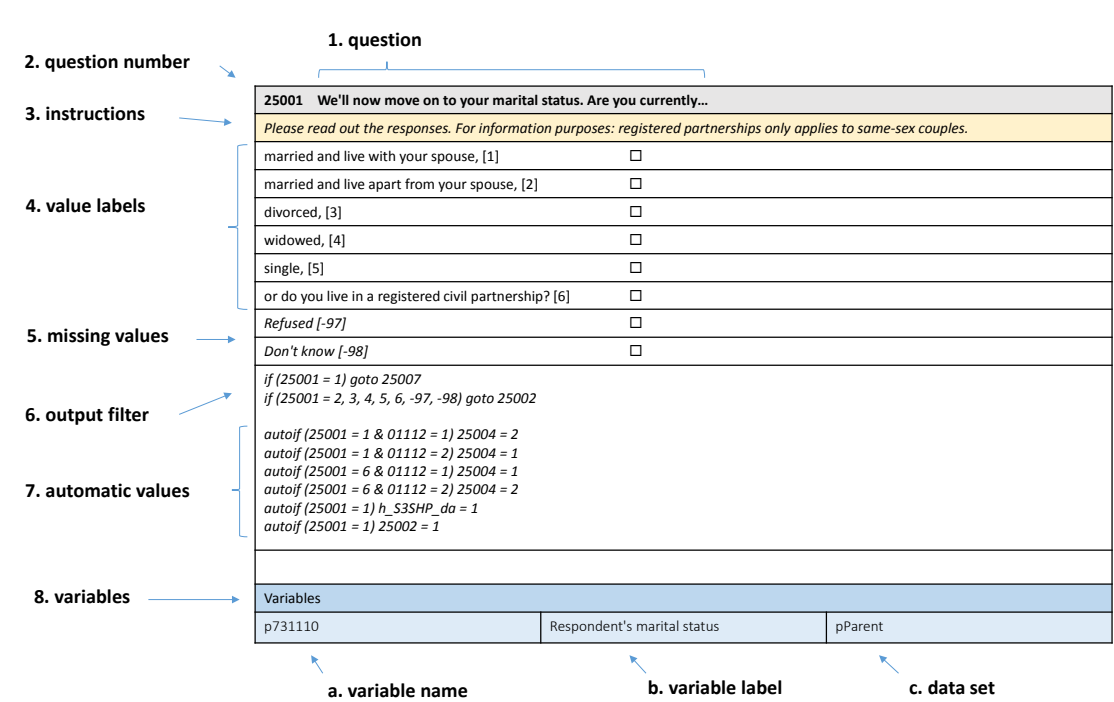 1. question
2. question number
25001 We'll now move on to your marital status. Are you currently…
3. instructions
Please read out the responses. For information purposes: registered partnerships only applies to same-sex couples.
4. value labels
married and live with your spouse, [1] ☐
married and live apart from your spouse, [2] ☐
divorced, [3] ☐
widowed, [4] ☐
single, [5] ☐
or do you live in a registered civil partnership? [6] ☐
5. missing values
Refused [-97] ☐
Don't know [-98] ☐
6. output filter
if (25001 = 1) goto 25007
if (25001 = 2, 3, 4, 5, 6, -97, -98) goto 25002
7. automatic values
autoif (25001 = 1 & 01112 = 1) 25004 = 2
autoif (25001 = 1 & 01112 = 2) 25004 = 1
autoif (25001 = 6 & 01112 = 1) 25004 = 1
autoif (25001 = 6 & 01112 = 2) 25004 = 2
autoif (25001 = 1) h_S3SHP_da = 1
autoif (25001 = 1) 25002 = 1
8. variables
Variables
p731110 Respondent's marital status pParent
a. variable name b. variable label c. data set